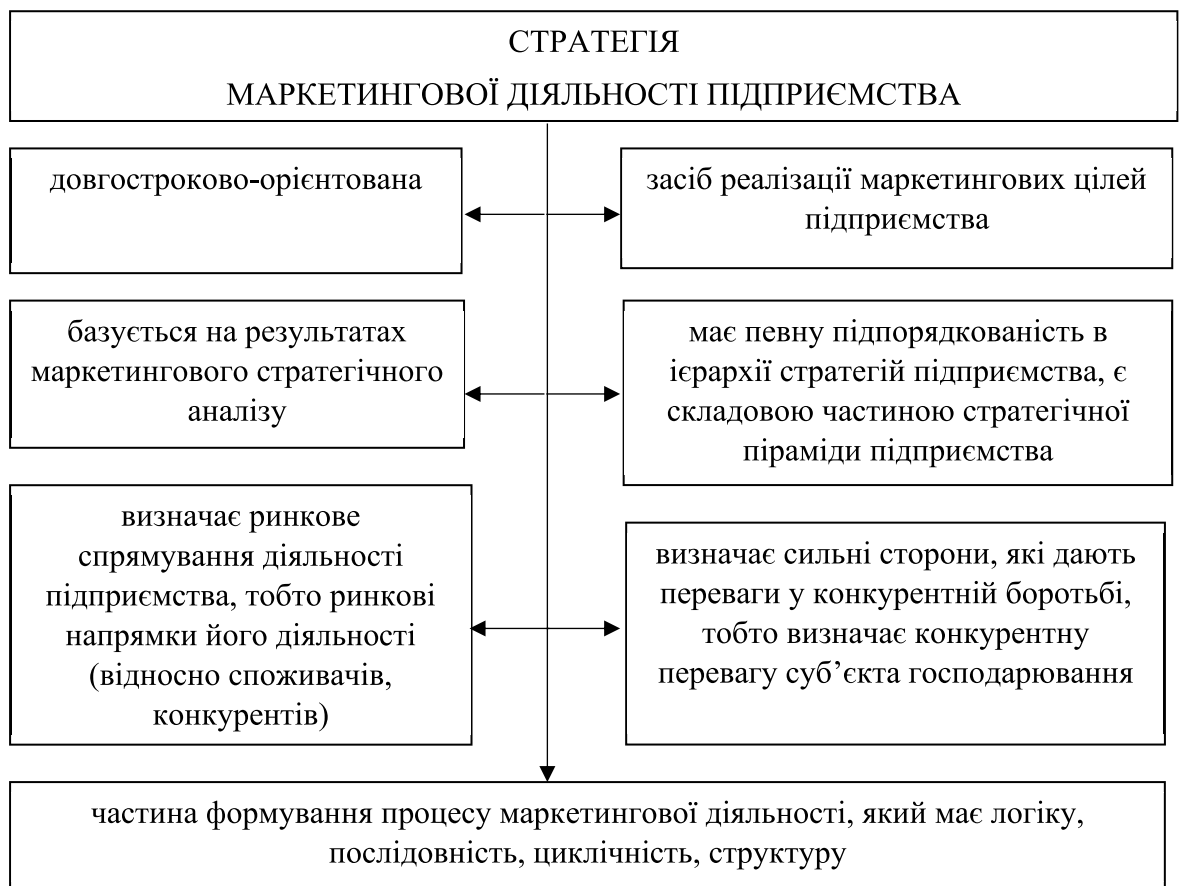 СТРАТЕГІЯ
МАРКЕТИНГОВОЇ ДІЯЛЬНОСТІ ПІДПРИЄМСТВА
довгостроково-орієнтована
засіб реалізації маркетингових цілей
підприємства
базується на результатах
маркетингового стратегічного
аналізу
має певну підпорядкованість в
ієрархії стратегій підприємства, є
складовою частиною стратегічної
піраміди підприємства
визначає ринкове
спрямування діяльності
підприємства, тобто ринкові
напрямки його діяльності
(відносно споживачів,
конкурентів)
визначає сильні сторони, які дають
переваги у конкурентній боротьбі,
тобто визначає конкурентну
перевагу суб’єкта господарювання
частина формування процесу маркетингової діяльності, який має логіку,
послідовність, циклічність, структуру